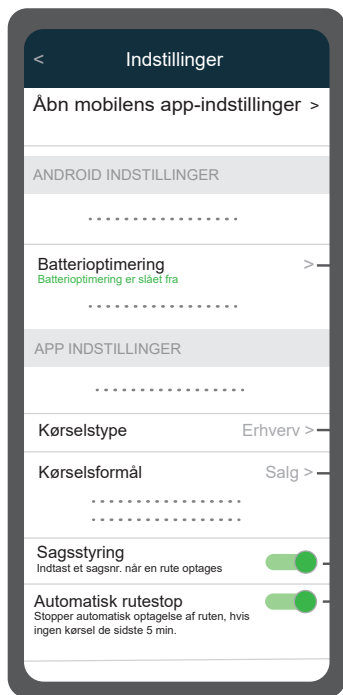 < Indstillinger
Åbn mobilens app-indstillinger >
ANDROID INDSTILLINGER
Batterioptimering >
Batterioptimering er slået fra
APP INDSTILLINGER
Kørselstype Erhverv >
Kørselsformål Salg >
Sagsstyring
Indtast et sagsnr. når en rute optages
Automatisk rutestop
Stopper automatisk optagelse af ruten, hvis
ingen kørsel de sidste 5 min.